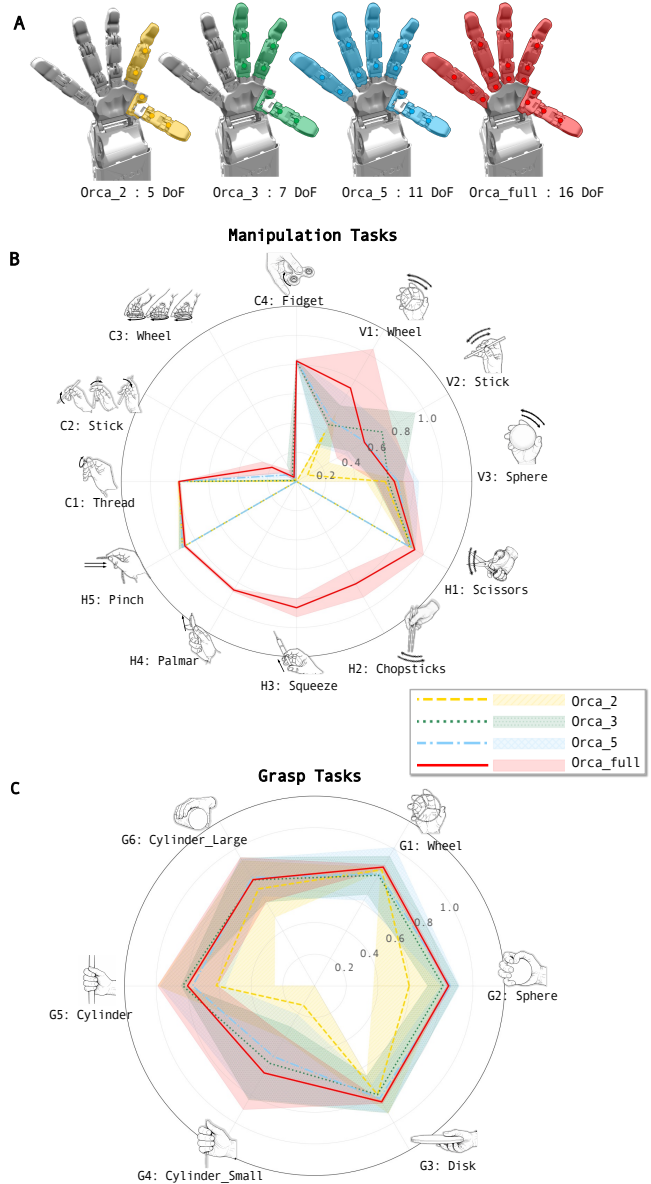 A
Orca_2 : 5 DoF
Orca_3 : 7 DoF
Orca_5 : 11 DoF
Orca_full : 16 DoF
Manipulation Tasks
B
C4: Fidget
V1: Wheel
C3: Wheel
V2: Stick
C2: Stick
1.0
0.8
0.6
0.4
0.2
V3: Sphere
C1: Thread
H1: Scissors
H5: Pinch
H4: Palmar
H2: Chopsticks
H3: Squeeze
Orca_2
Orca_3
Orca_5
Orca_full
Grasp Tasks
C
G6: Cylinder_Large
G1: Wheel
1.0
0.8
0.6
0.4
0.2
G2: Sphere
G5: Cylinder
G3: Disk
G4: Cylinder_Small